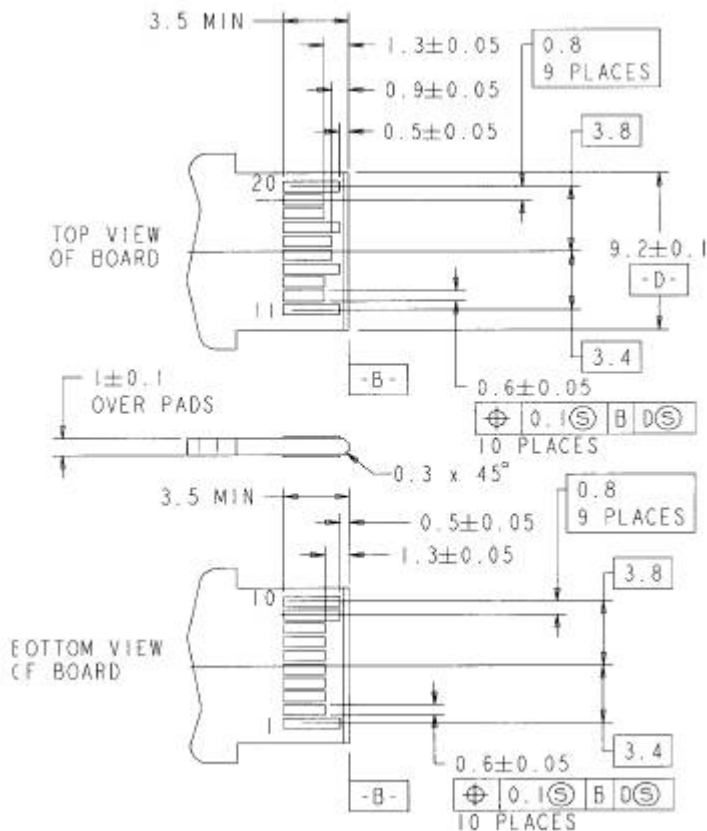 3.5 MIN
1.3±0.05
0.8
9 PLACES
0.9±0.05
0.5±0.05
3.8
20
TOP VIEW
OF BOARD
9.2±0.1
-D-
11
-B-
3.4
1±0.1
OVER PADS
0.6±0.05
⌖ 0.1Ⓢ B DⓈ
10 PLACES
0.3 x 45°
3.5 MIN
0.8
9 PLACES
0.5±0.05
1.3±0.05
3.8
10
BOTTOM VIEW
OF BOARD
1
3.4
0.6±0.05
-B-
⌖ 0.1Ⓢ B DⓈ
10 PLACES